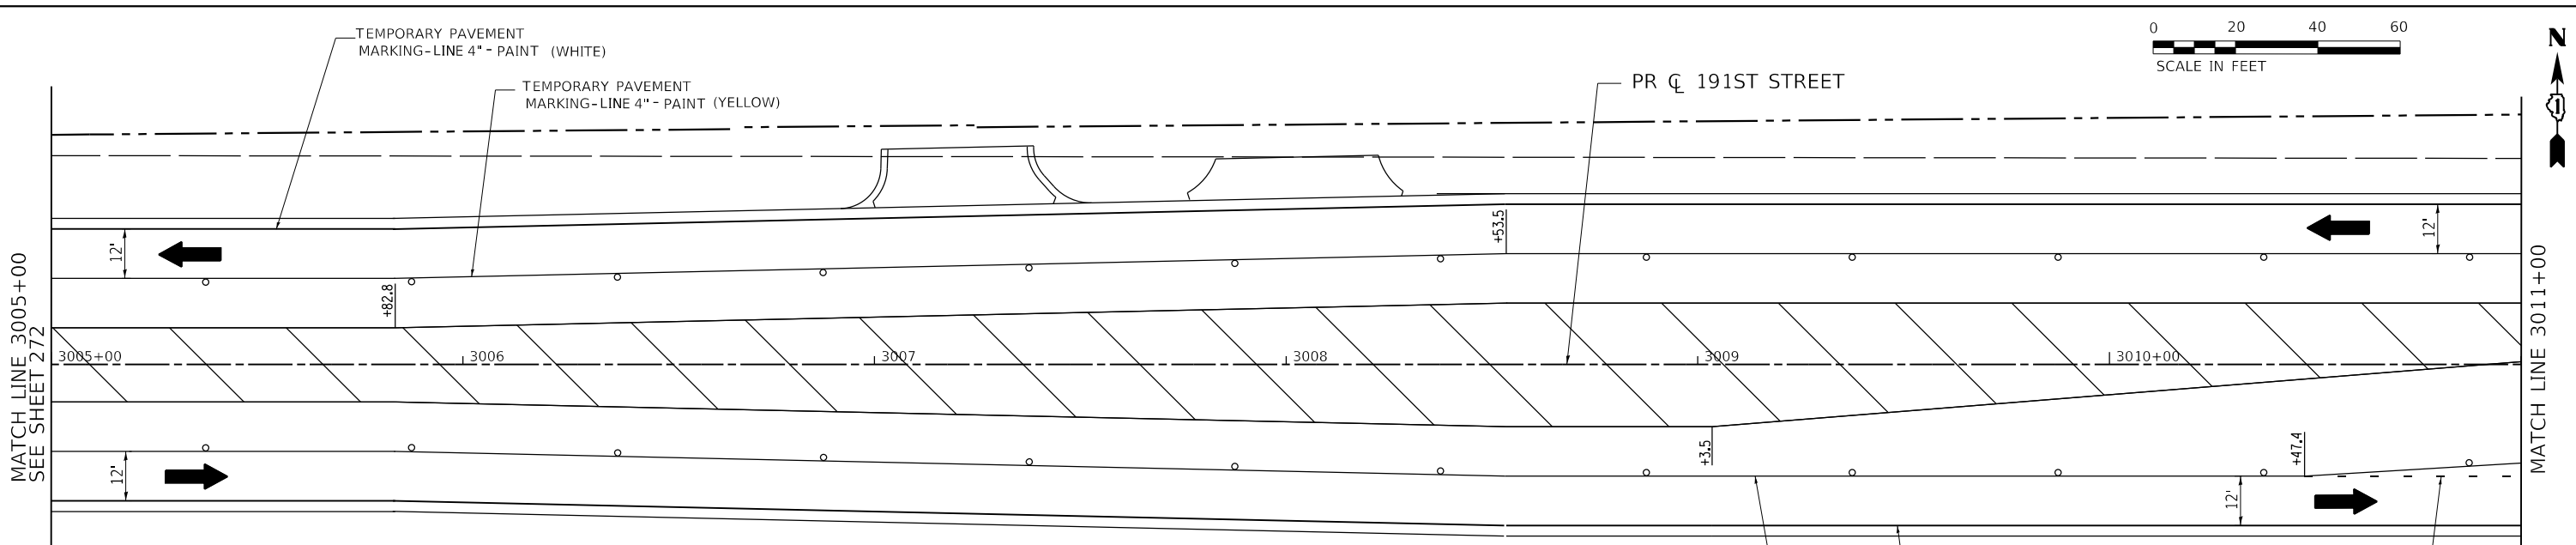 TEMPORARY PAVEMENT
MARKING-LINE 4" - PAINT (WHITE)
TEMPORARY PAVEMENT
MARKING-LINE 4" - PAINT (YELLOW)
PR ℄ 191ST STREET
0 20 40 60
SCALE IN FEET
N
MATCH LINE 3005+00
SEE SHEET 272
12'
+82.8
+53.5
12'
MATCH LINE 3011+00
3005+00
3006
3007
3008
3009
3010+00
12'
+3.5
+47.4
12'